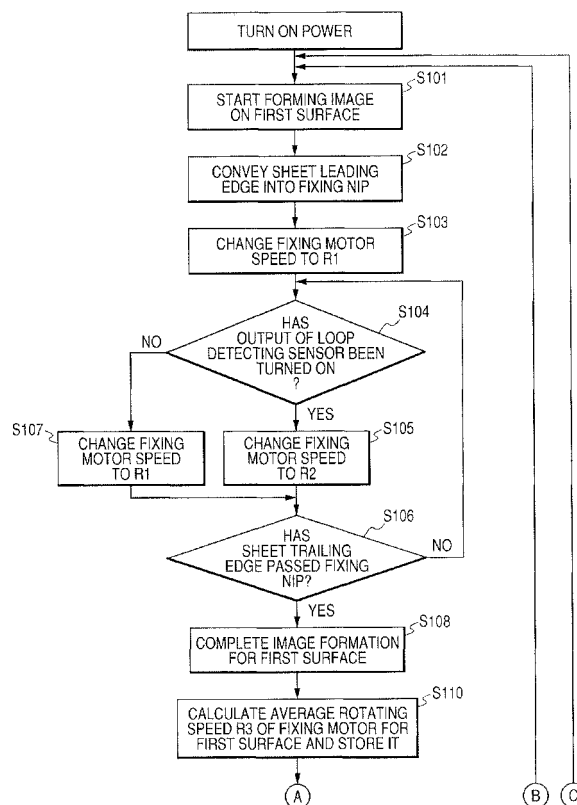 TURN ON POWER
S101
START FORMING IMAGE
ON FIRST SURFACE
S102
CONVEY SHEET LEADING
EDGE INTO FIXING NIP
S103
CHANGE FIXING MOTOR
SPEED TO R1
S104
HAS
OUTPUT OF LOOP
DETECTING SENSOR BEEN
TURNED ON
?
NO
YES
S107
CHANGE FIXING
MOTOR SPEED
TO R1
S105
CHANGE FIXING
MOTOR SPEED
TO R2
S106
HAS
SHEET TRAILING
EDGE PASSED FIXING
NIP?
NO
YES
S108
COMPLETE IMAGE FORMATION
FOR FIRST SURFACE
S110
CALCULATE AVERAGE ROTATING
SPEED R3 OF FIXING MOTOR FOR
FIRST SURFACE AND STORE IT
A
B
C